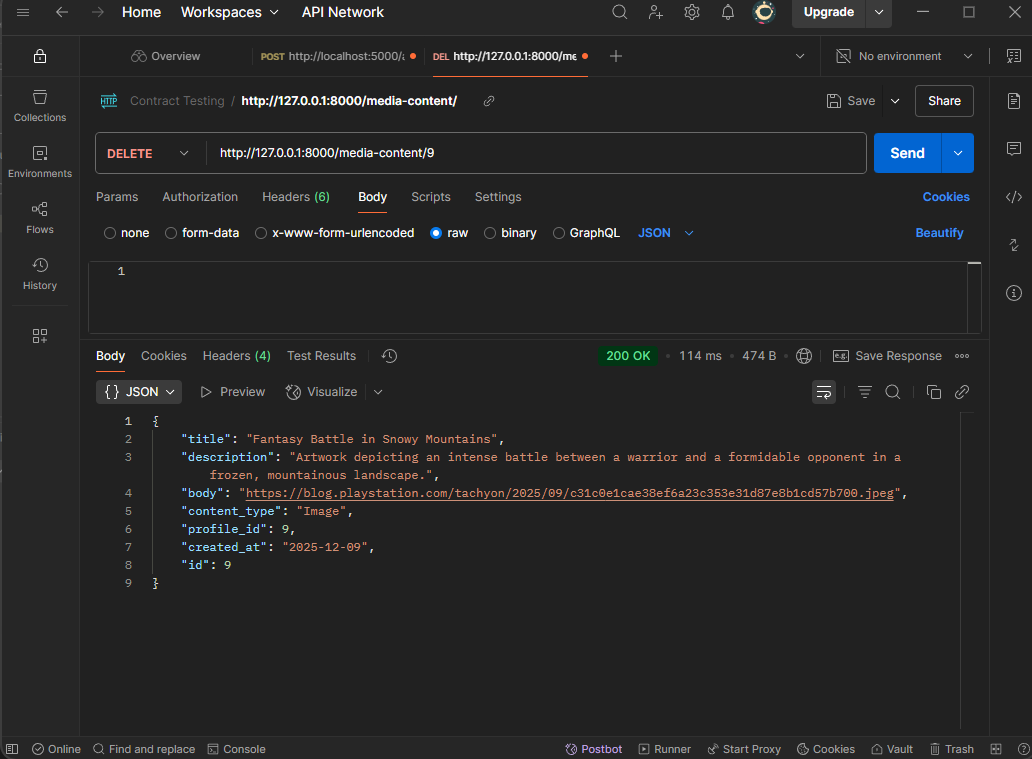 Home Workspaces API Network Upgrade
Overview POST http://localhost:5000/a DEL http://127.0.0.1:8000/me No environment
HTTP Contract Testing / http://127.0.0.1:8000/media-content/ Save Share
Collections
DELETE http://127.0.0.1:8000/media-content/9 Send
Environments
Params Authorization Headers (6) Body Scripts Settings Cookies
Flows
none form-data x-www-form-urlencoded raw binary GraphQL JSON Beautify
History
1
Body Cookies Headers (4) Test Results 200 OK 114 ms 474 B e.g. Save Response
{ } JSON Preview Visualize
1 {
2 "title": "Fantasy Battle in Snowy Mountains",
3 "description": "Artwork depicting an intense battle between a warrior and a formidable opponent in a
frozen, mountainous landscape.",
4 "body": "https://blog.playstation.com/tachyon/2025/09/c31c0e1cae38ef6a23c353e31d87e8b1cd57b700.jpeg",
5 "content_type": "Image",
6 "profile_id": 9,
7 "created_at": "2025-12-09",
8 "id": 9
9 }
Online Find and replace Console Postbot Runner Start Proxy Cookies Vault Trash